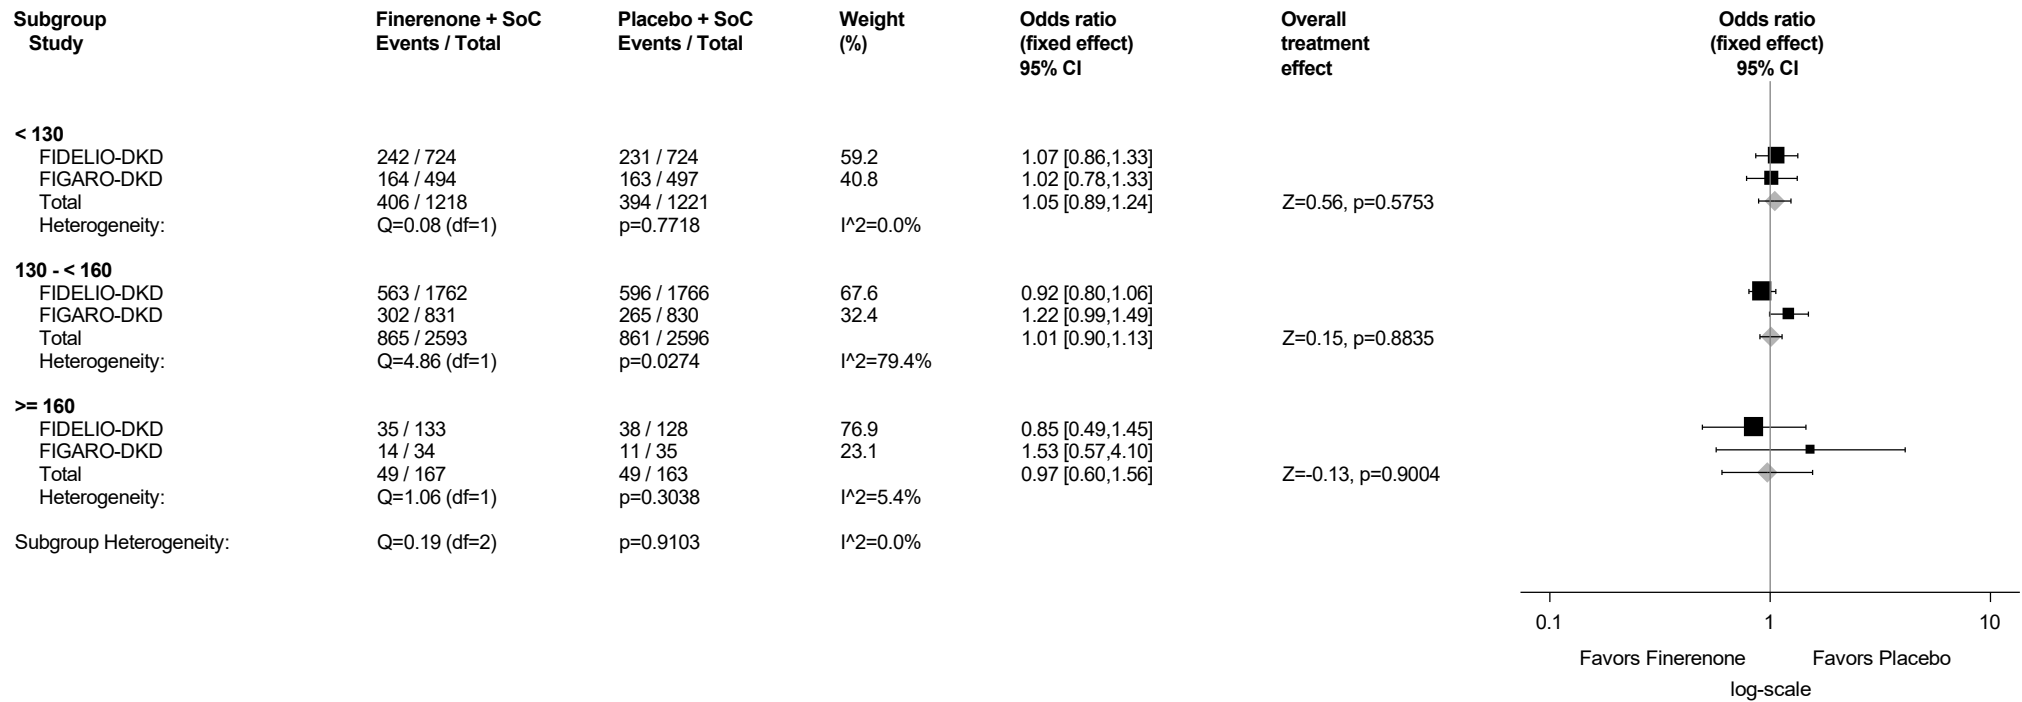 Subgroup Finerenone + SoC Placebo + SoC Weight Odds ratio Overall Odds ratio
Study Events / Total Events / Total (%) (fixed effect) treatment (fixed effect)
95% CI effect 95% CI
< 130
FIDELIO-DKD 242 / 724 231 / 724 59.2 1.07 [0.86,1.33]
FIGARO-DKD 164 / 494 163 / 497 40.8 1.02 [0.78,1.33]
Total 406 / 1218 394 / 1221 1.05 [0.89,1.24] Z=0.56, p=0.5753
Heterogeneity: Q=0.08 (df=1) p=0.7718 I^2=0.0%
130 - < 160
FIDELIO-DKD 563 / 1762 596 / 1766 67.6 0.92 [0.80,1.06]
FIGARO-DKD 302 / 831 265 / 830 32.4 1.22 [0.99,1.49]
Total 865 / 2593 861 / 2596 1.01 [0.90,1.13] Z=0.15, p=0.8835
Heterogeneity: Q=4.86 (df=1) p=0.0274 I^2=79.4%
>= 160
FIDELIO-DKD 35 / 133 38 / 128 76.9 0.85 [0.49,1.45]
FIGARO-DKD 14 / 34 11 / 35 23.1 1.53 [0.57,4.10]
Total 49 / 167 49 / 163 0.97 [0.60,1.56] Z=-0.13, p=0.9004
Heterogeneity: Q=1.06 (df=1) p=0.3038 I^2=5.4%
Subgroup Heterogeneity: Q=0.19 (df=2) p=0.9103 I^2=0.0%
0.1 1 10
Favors Finerenone Favors Placebo
log-scale